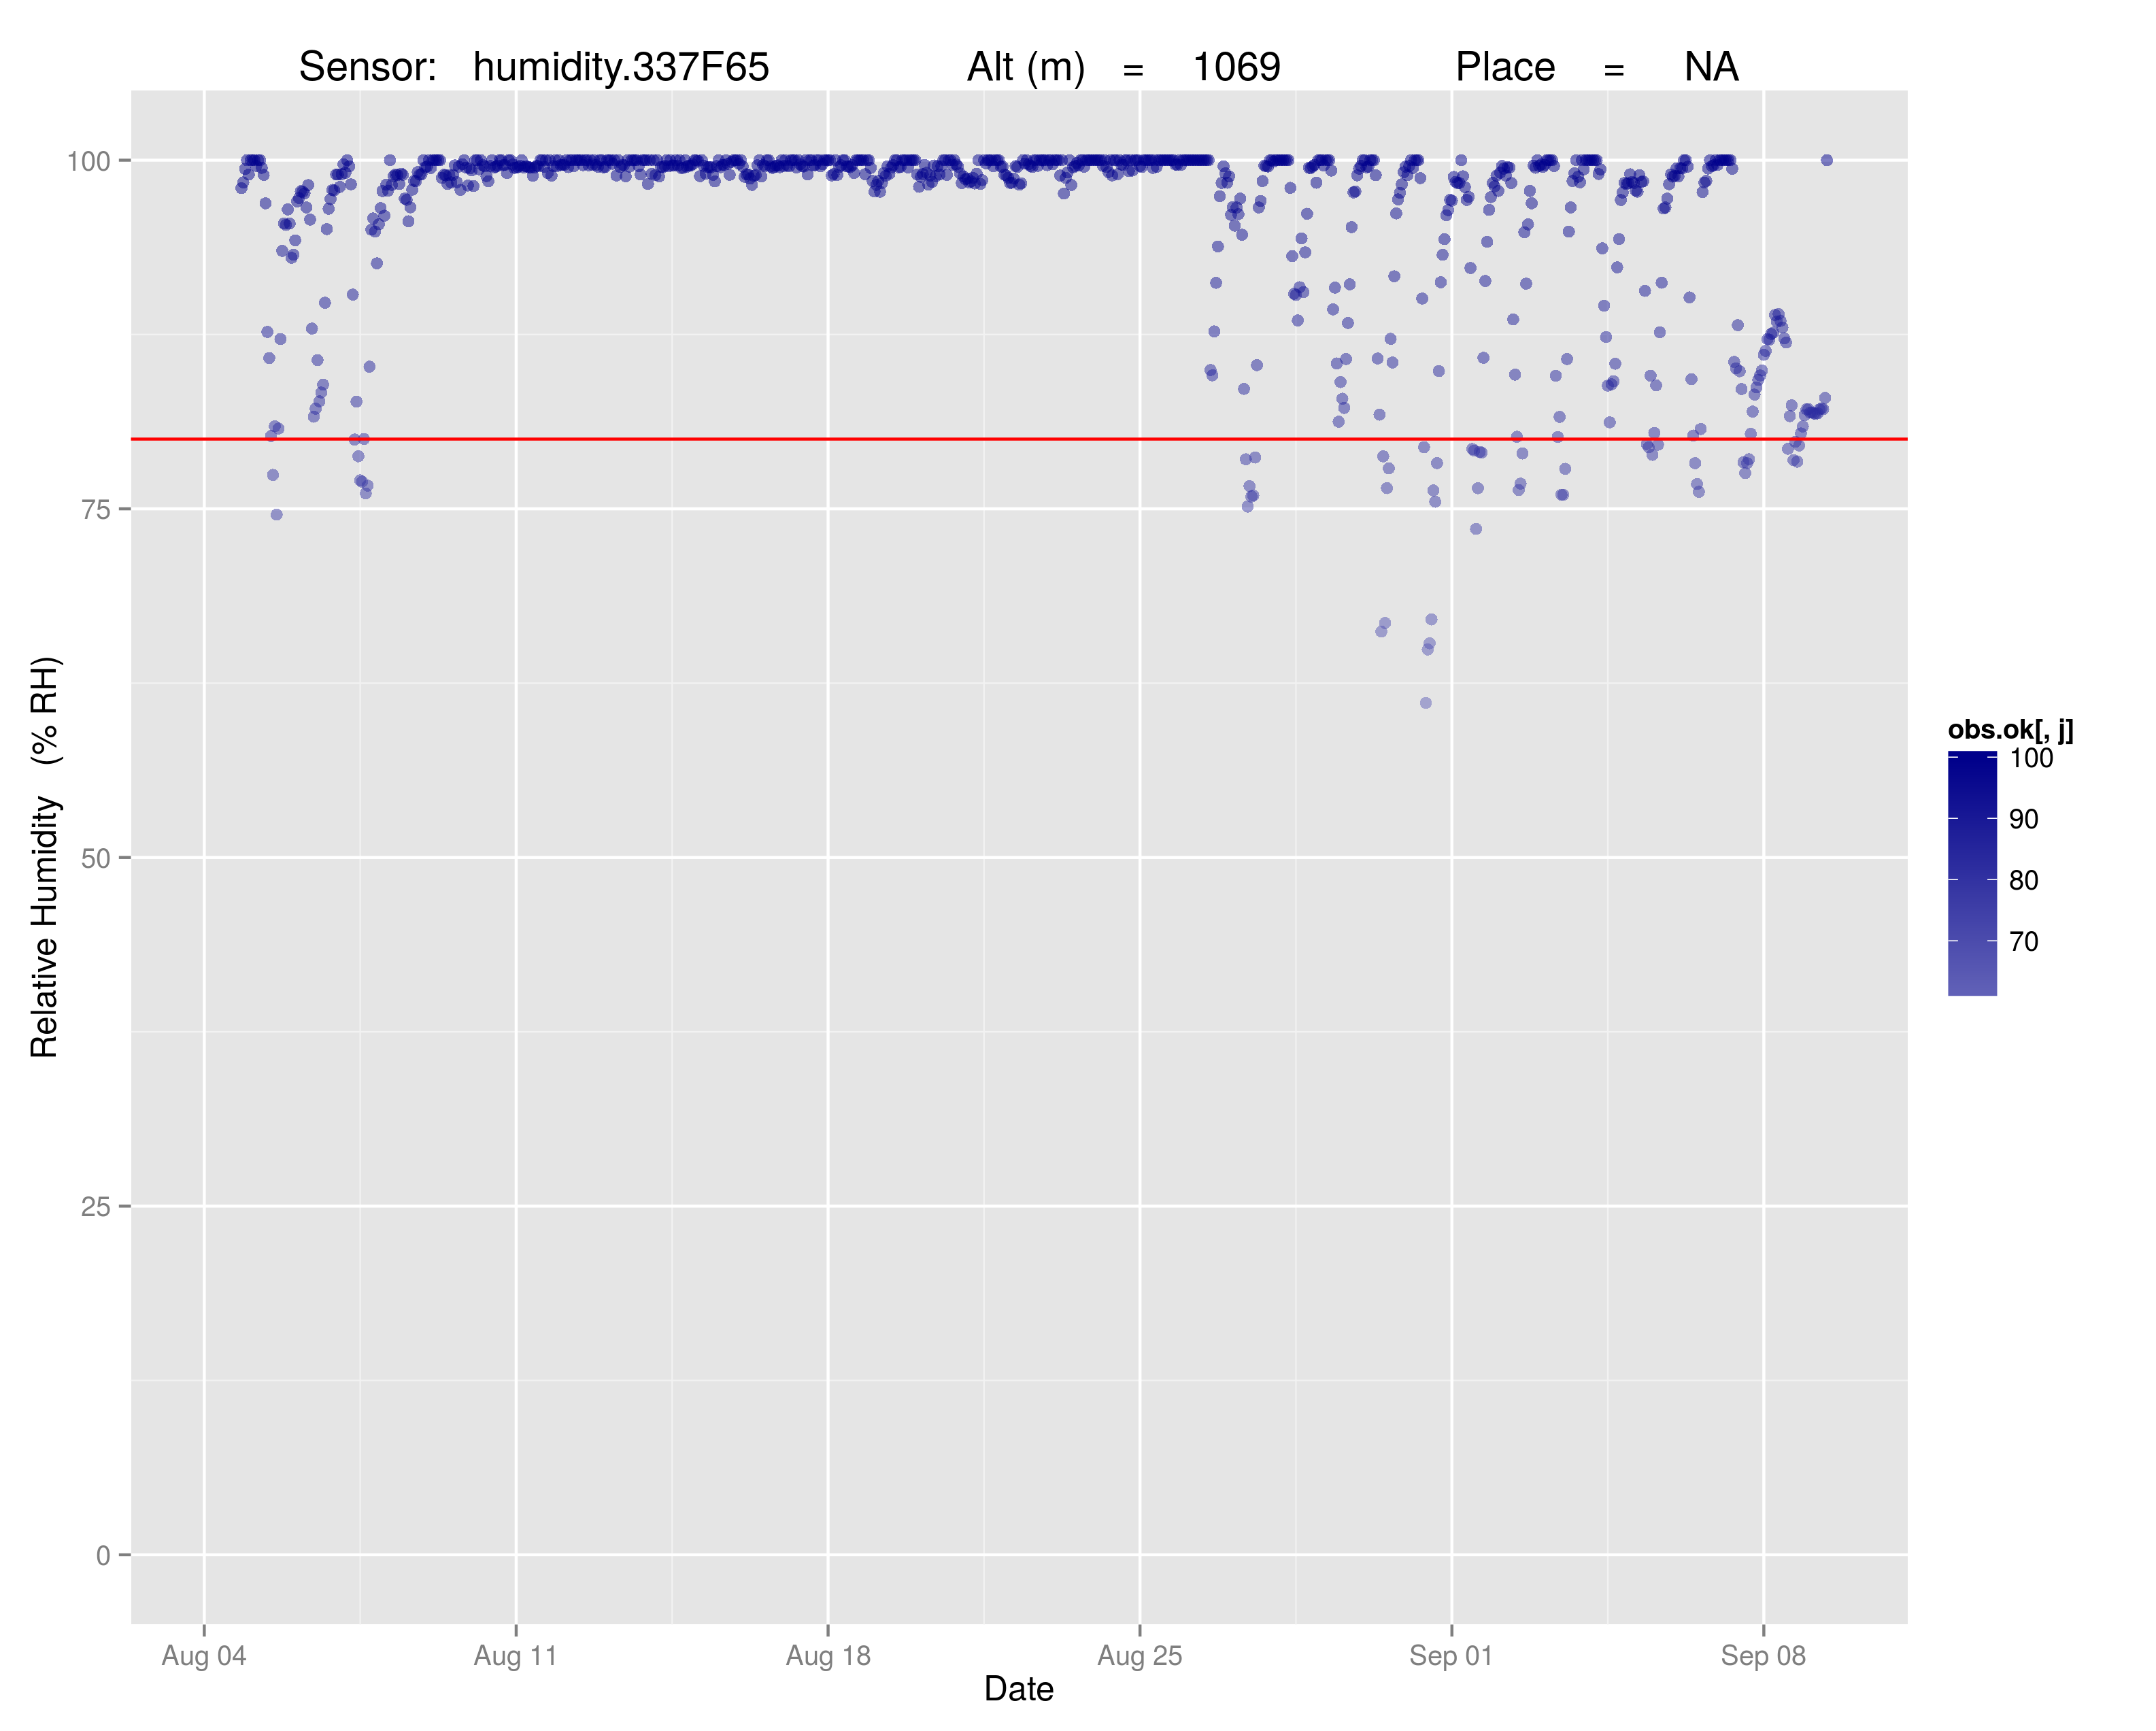 Sensor: humidity.337F65 Alt (m) = 1069 Place = NA
100
75
50
25
0
Relative Humidity (% RH)
Aug 04 Aug 11 Aug 18 Aug 25 Sep 01 Sep 08
Date
obs.ok[, j]
100
90
80
70